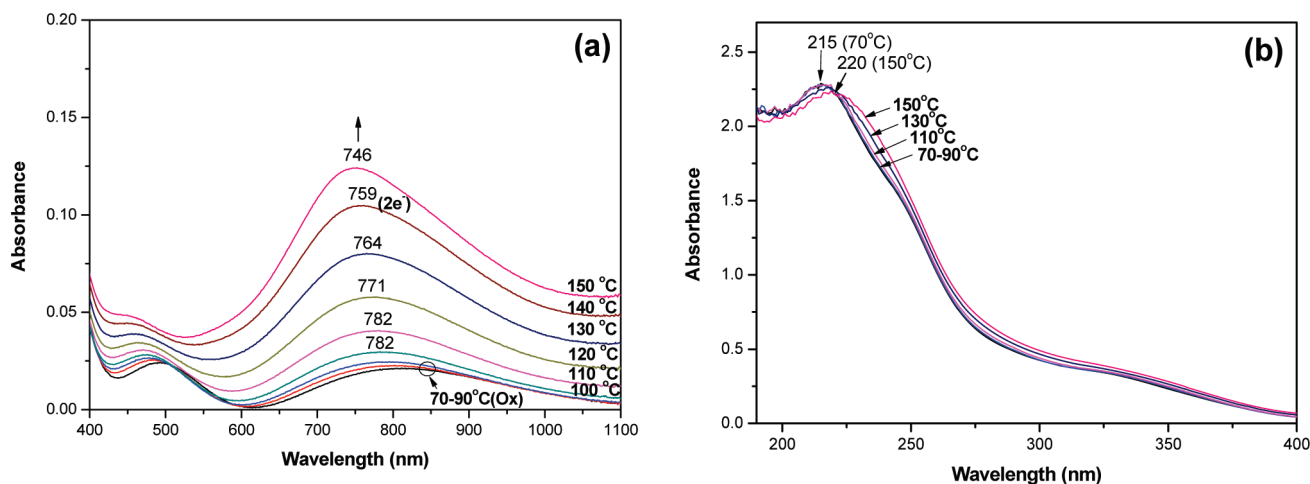 (a)
0.20
0.15
0.10
0.05
0.00
Absorbance
746
759(2e⁻)
764
771
782
782
150 °C
140 °C
130 °C
120 °C
110 °C
100 °C
70-90°C(Ox)
400 500 600 700 800 900 1000 1100
Wavelength (nm)
(b)
2.5
2.0
1.5
1.0
0.5
0.0
Absorbance
215 (70°C)
220 (150°C)
150°C
130°C
110°C
70-90°C
200 250 300 350 400
Wavelength (nm)